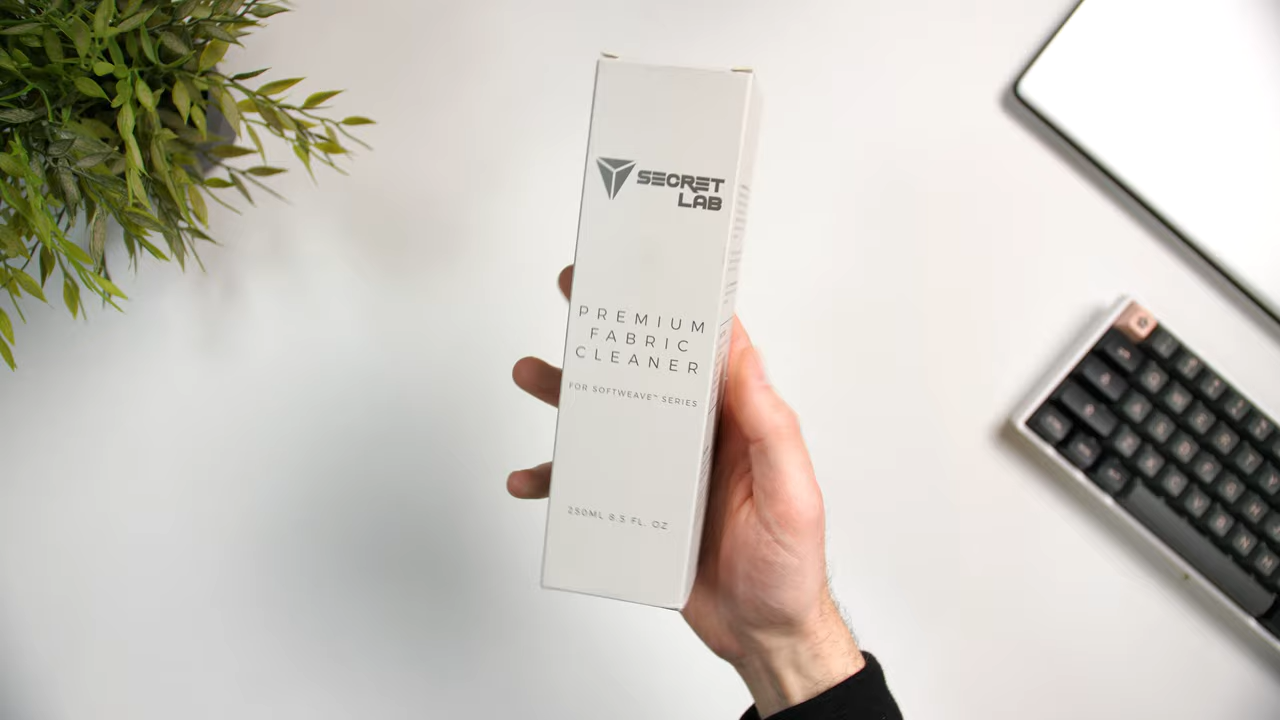 SECRET
LAB
PREMIUM
FABRIC
CLEANER
FOR SOFTWEAVE™ SERIES
250ML 8.5 FL. OZ